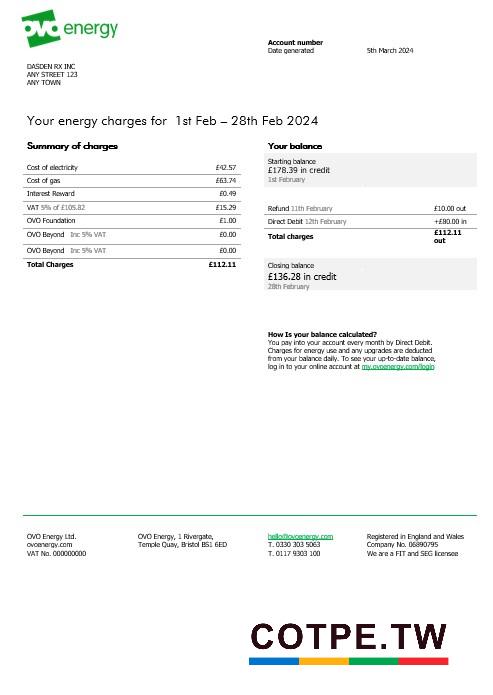 ovo energy
Account number
Date generated 5th March 2024
DASDEN RX INC
ANY STREET 123
ANY TOWN
Your energy charges for 1st Feb – 28th Feb 2024
Summary of charges
Cost of electricity £42.57
Cost of gas £63.74
Interest Reward £0.49
VAT 5% of £105.82 £15.29
OVO Foundation £1.00
OVO Beyond Inc 5% VAT £0.00
OVO Beyond Inc 5% VAT £0.00
Total Charges £112.11
Your balance
Starting balance
£178.39 in credit
1st February
Refund 11th February £10.00 out
Direct Debit 12th February +£80.00 in
Total charges £112.11
out
Closing balance
£136.28 in credit
28th February
How Is your balance calculated?
You pay into your account every month by Direct Debit.
Charges for energy use and any upgrades are deducted
from your balance daily. To see your up-to-date balance,
log in to your online account at my.ovoenergy.com/login
OVO Energy Ltd.
ovoenergy.com
VAT No. 000000000
OVO Energy, 1 Rivergate,
Temple Quay, Bristol BS1 6ED
hello@ovoenergy.com
T. 0330 303 5063
T. 0117 9303 100
Registered in England and Wales
Company No. 06890795
We are a FIT and SEG licensee
COTPE.TW